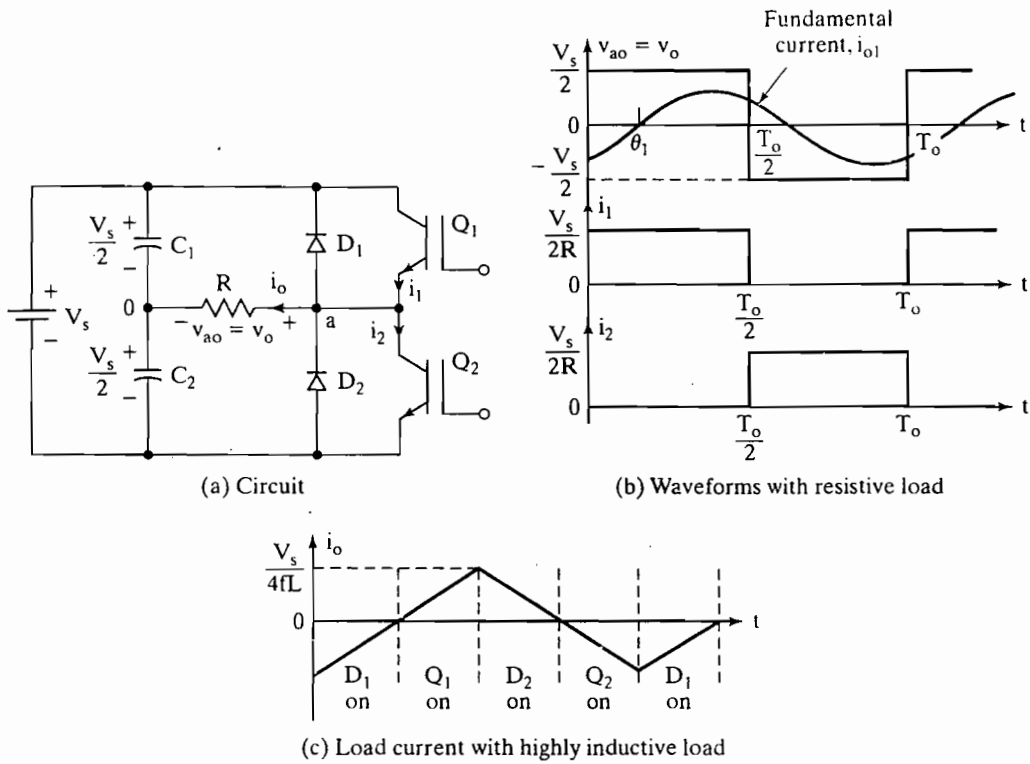 V_s/2 + − C_1
D_1
Q_1
+ V_s −
0
R
i_o
i_1
− v_ao = v_o +
a
i_2
V_s/2 + − C_2
D_2
Q_2
(a) Circuit
Fundamental
current, i_o1
v_ao = v_o
V_s/2
0
θ_1
T_o/2
T_o
t
−V_s/2
i_1
V_s/2R
0
T_o/2
T_o
t
i_2
V_s/2R
0
T_o/2
T_o
t
(b) Waveforms with resistive load
i_o
V_s/4fL
0
t
D_1 Q_1 D_2 Q_2 D_1
on on on on on
(c) Load current with highly inductive load